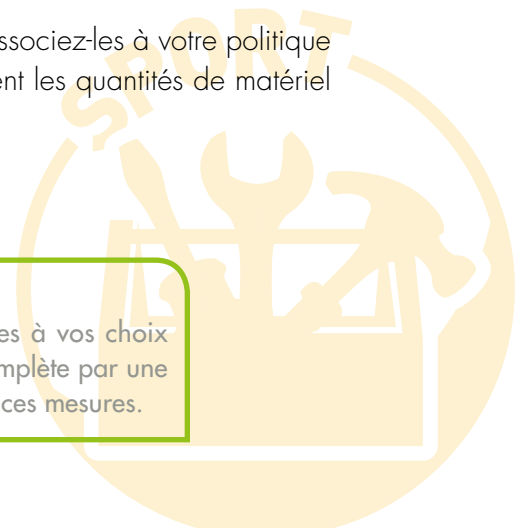 SPORT
ssociez-les à votre politique
ent les quantités de matériel
es à vos choix
mplète par une
ces mesures.